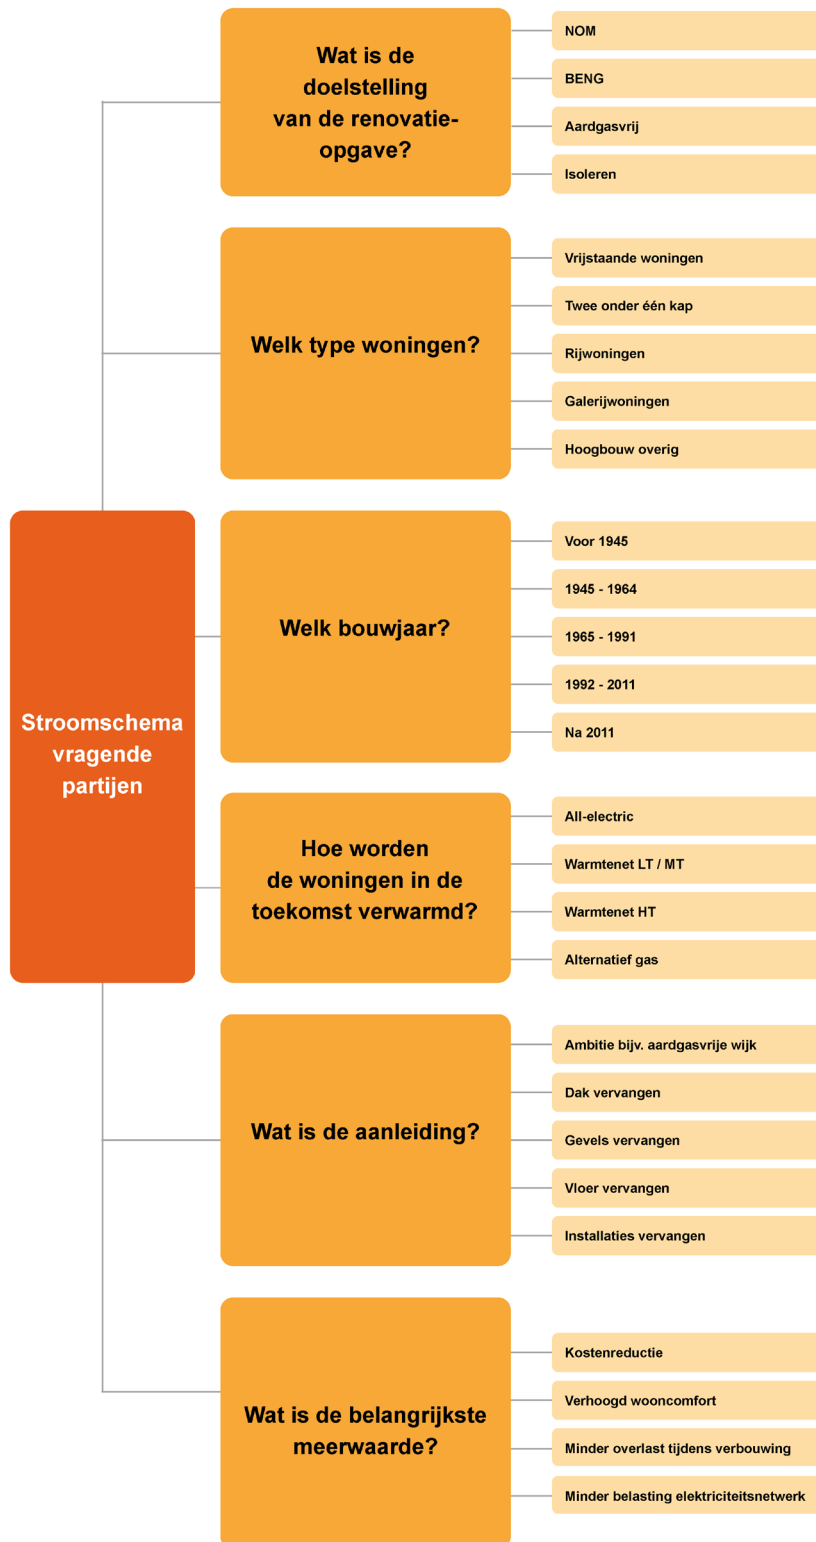 Stroomschema
vragende
partijen
Wat is de
doelstelling
van de renovatie-
opgave?
NOM
BENG
Aardgasvrij
Isoleren
Welk type woningen?
Vrijstaande woningen
Twee onder één kap
Rijwoningen
Galerijwoningen
Hoogbouw overig
Welk bouwjaar?
Voor 1945
1945 - 1964
1965 - 1991
1992 - 2011
Na 2011
Hoe worden
de woningen in de
toekomst verwarmd?
All-electric
Warmtenet LT / MT
Warmtenet HT
Alternatief gas
Wat is de aanleiding?
Ambitie bijv. aardgasvrije wijk
Dak vervangen
Gevels vervangen
Vloer vervangen
Installaties vervangen
Wat is de belangrijkste
meerwaarde?
Kostenreductie
Verhoogd wooncomfort
Minder overlast tijdens verbouwing
Minder belasting elektriciteitsnetwerk